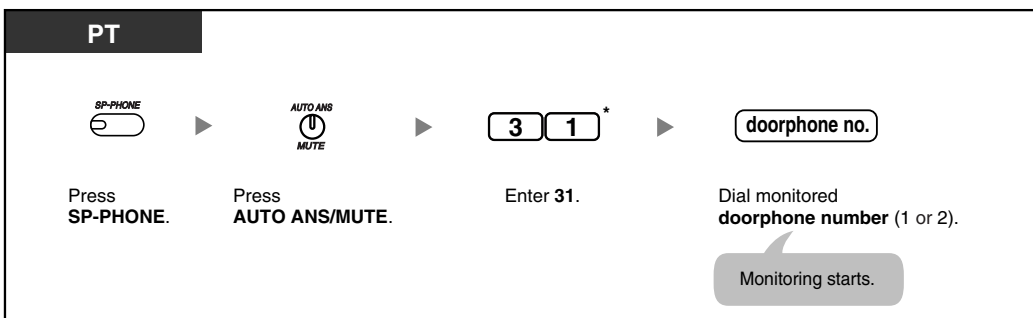 PT
SP-PHONE
AUTO ANS
MUTE
3 1 *
doorphone no.
Press
SP-PHONE.
Press
AUTO ANS/MUTE.
Enter 31.
Dial monitored
doorphone number (1 or 2).
Monitoring starts.